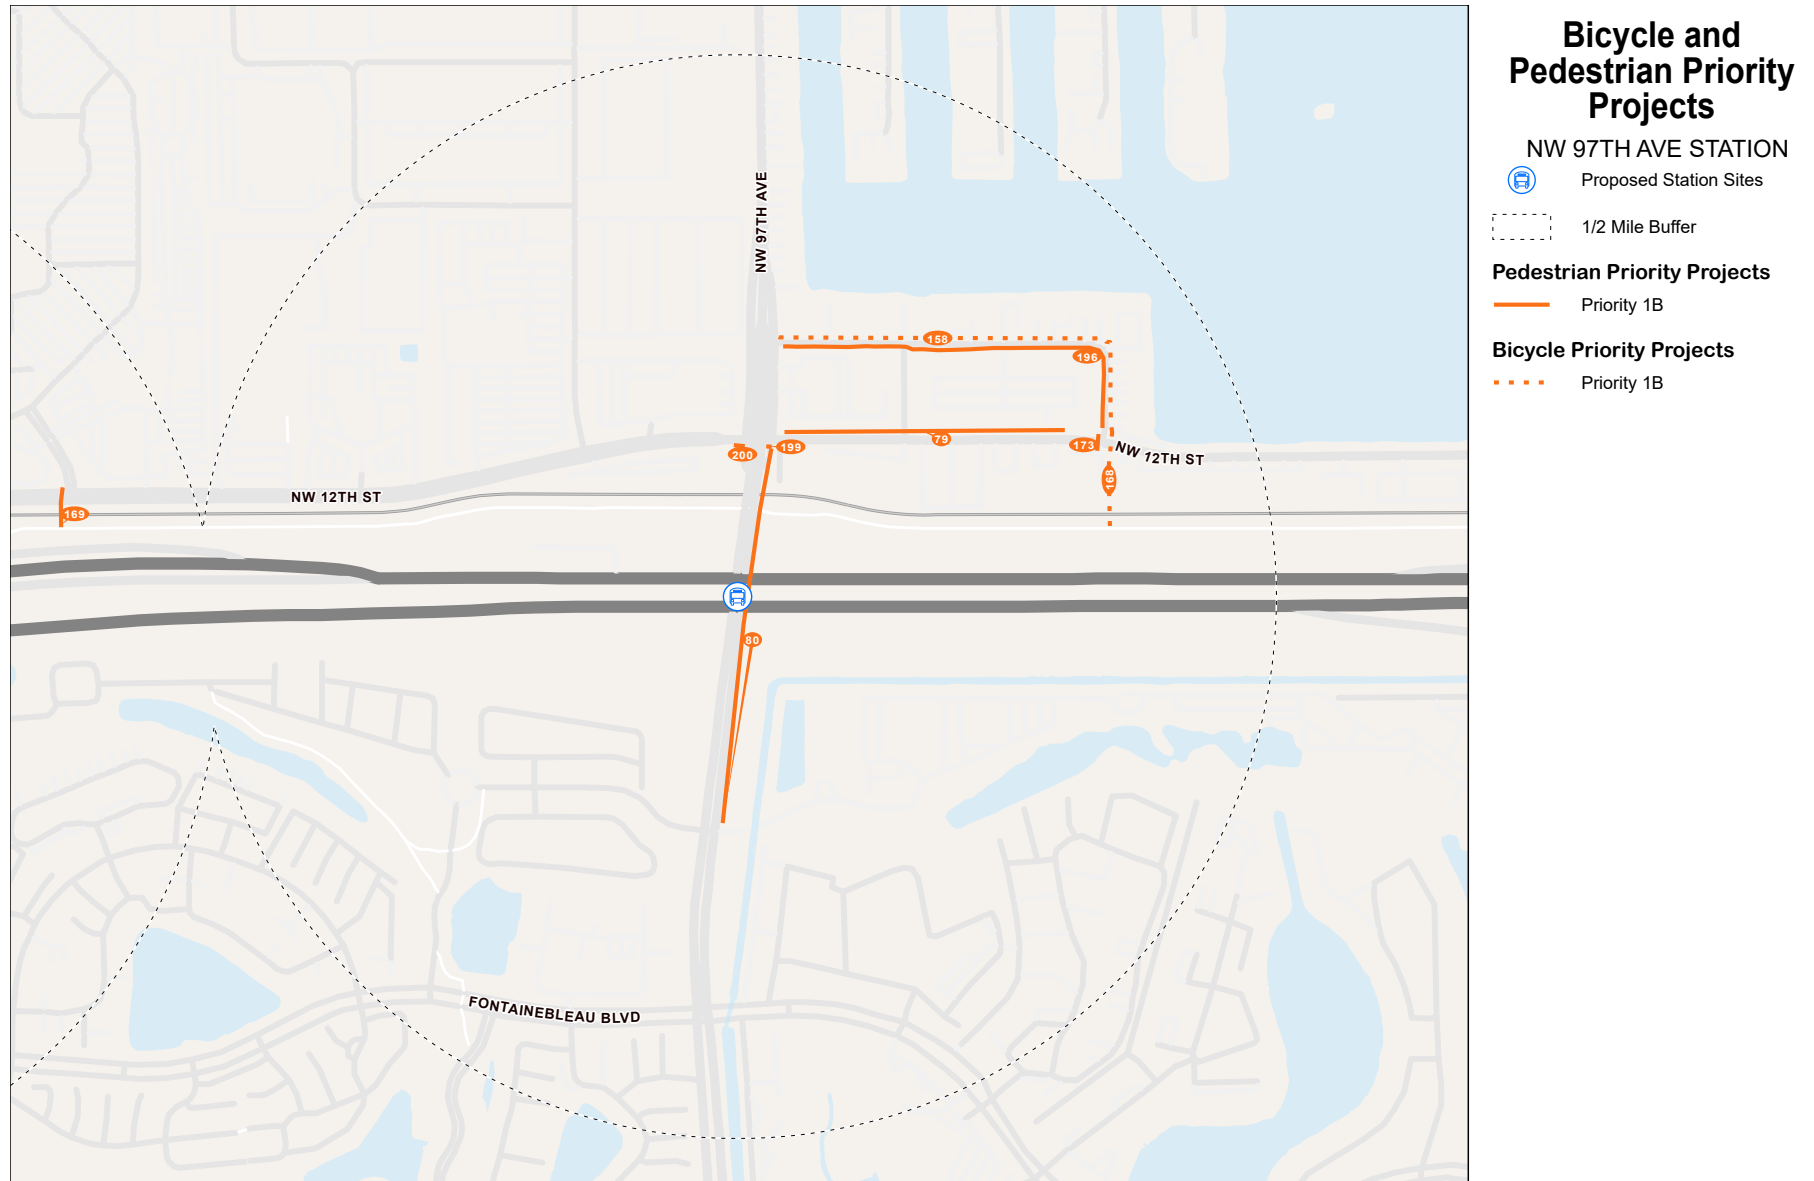 Bicycle and
Pedestrian Priority
Projects
NW 97TH AVE STATION
Proposed Station Sites
1/2 Mile Buffer
Pedestrian Priority Projects
Priority 1B
Bicycle Priority Projects
Priority 1B
NW 97TH AVE
158
196
79
173
199
200
NW 12TH ST
168
NW 12TH ST
169
80
FONTAINEBLEAU BLVD